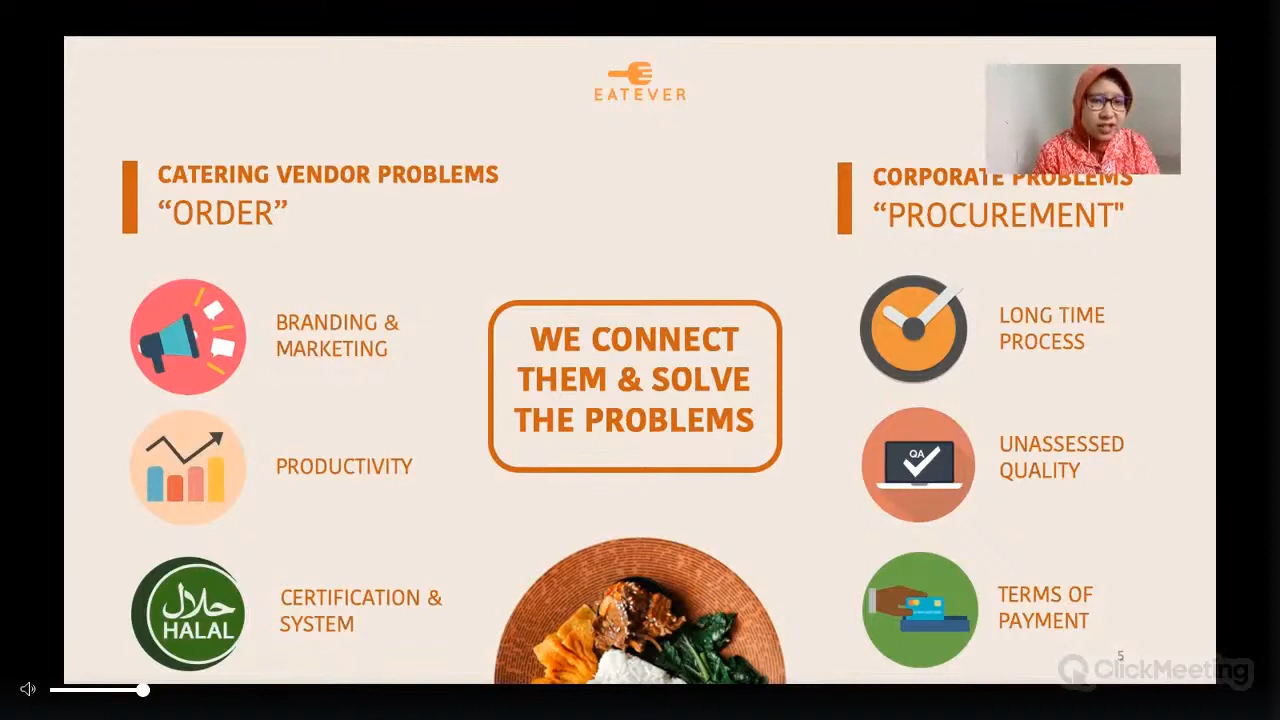 EATEVER
CATERING VENDOR PROBLEMS
“ORDER”
BRANDING &
MARKETING
PRODUCTIVITY
حلال
HALAL
CERTIFICATION &
SYSTEM
WE CONNECT
THEM & SOLVE
THE PROBLEMS
CORPORATE PROBLEMS
“PROCUREMENT"
LONG TIME
PROCESS
QA
UNASSESSED
QUALITY
TERMS OF
PAYMENT
5
ClickMeeting